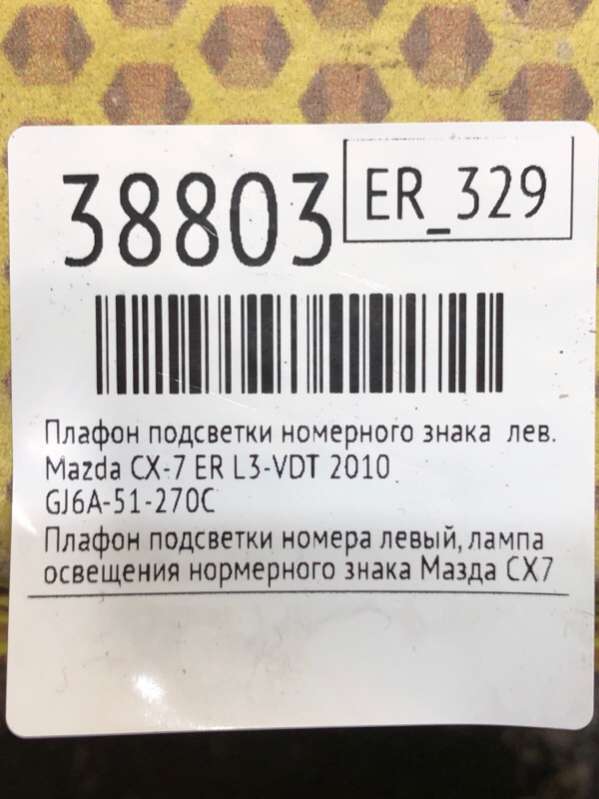 38803
ER_329
Плафон подсветки номерного знака лев.
Mazda CX-7 ER L3-VDT 2010
GJ6A-51-270C
Плафон подсветки номера левый, лампа
освещения нормерного знака Мазда СХ7